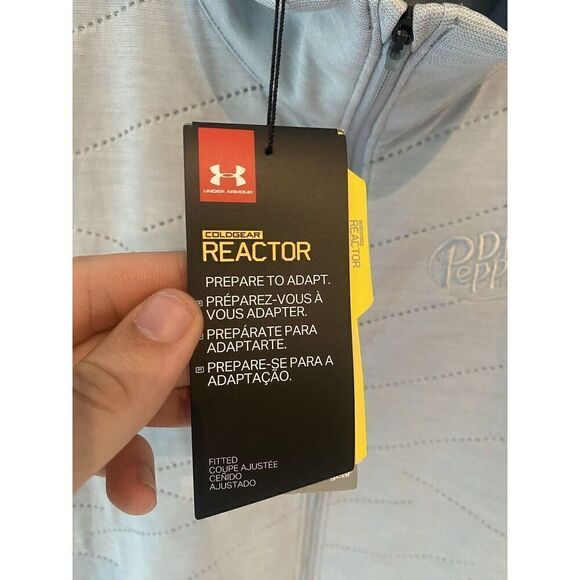 UNDER ARMOUR
COLDGEAR
REACTOR
PREPARE TO ADAPT.
PRÉPAREZ-VOUS À
VOUS ADAPTER.
PREPÁRATE PARA
ADAPTARTE.
PREPARE-SE PARA A
ADAPTAÇÃO.
FITTED
COUPE AJUSTÉE
CEÑIDO
AJUSTADO
REACTOR
Dr
Pepper